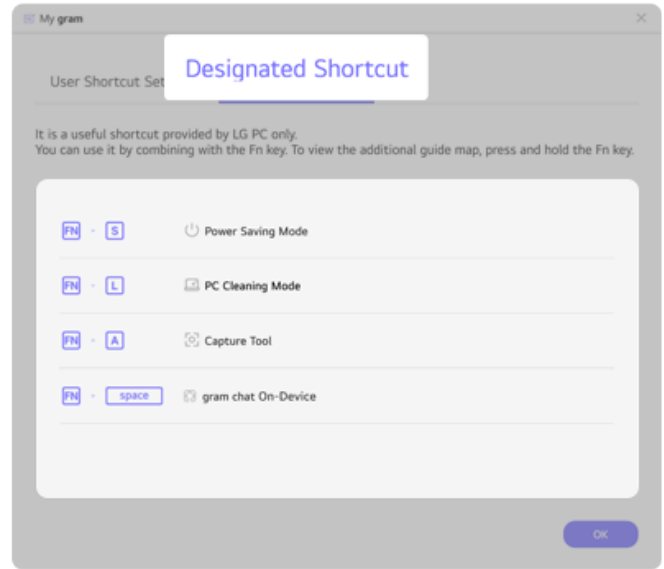 My gram
User Shortcut Set
Designated Shortcut
It is a useful shortcut provided by LG PC only.
You can use it by combining with the Fn key. To view the additional guide map, press and hold the Fn key.
FN - S Power Saving Mode
FN - L PC Cleaning Mode
FN - A Capture Tool
FN - space gram chat On-Device
OK